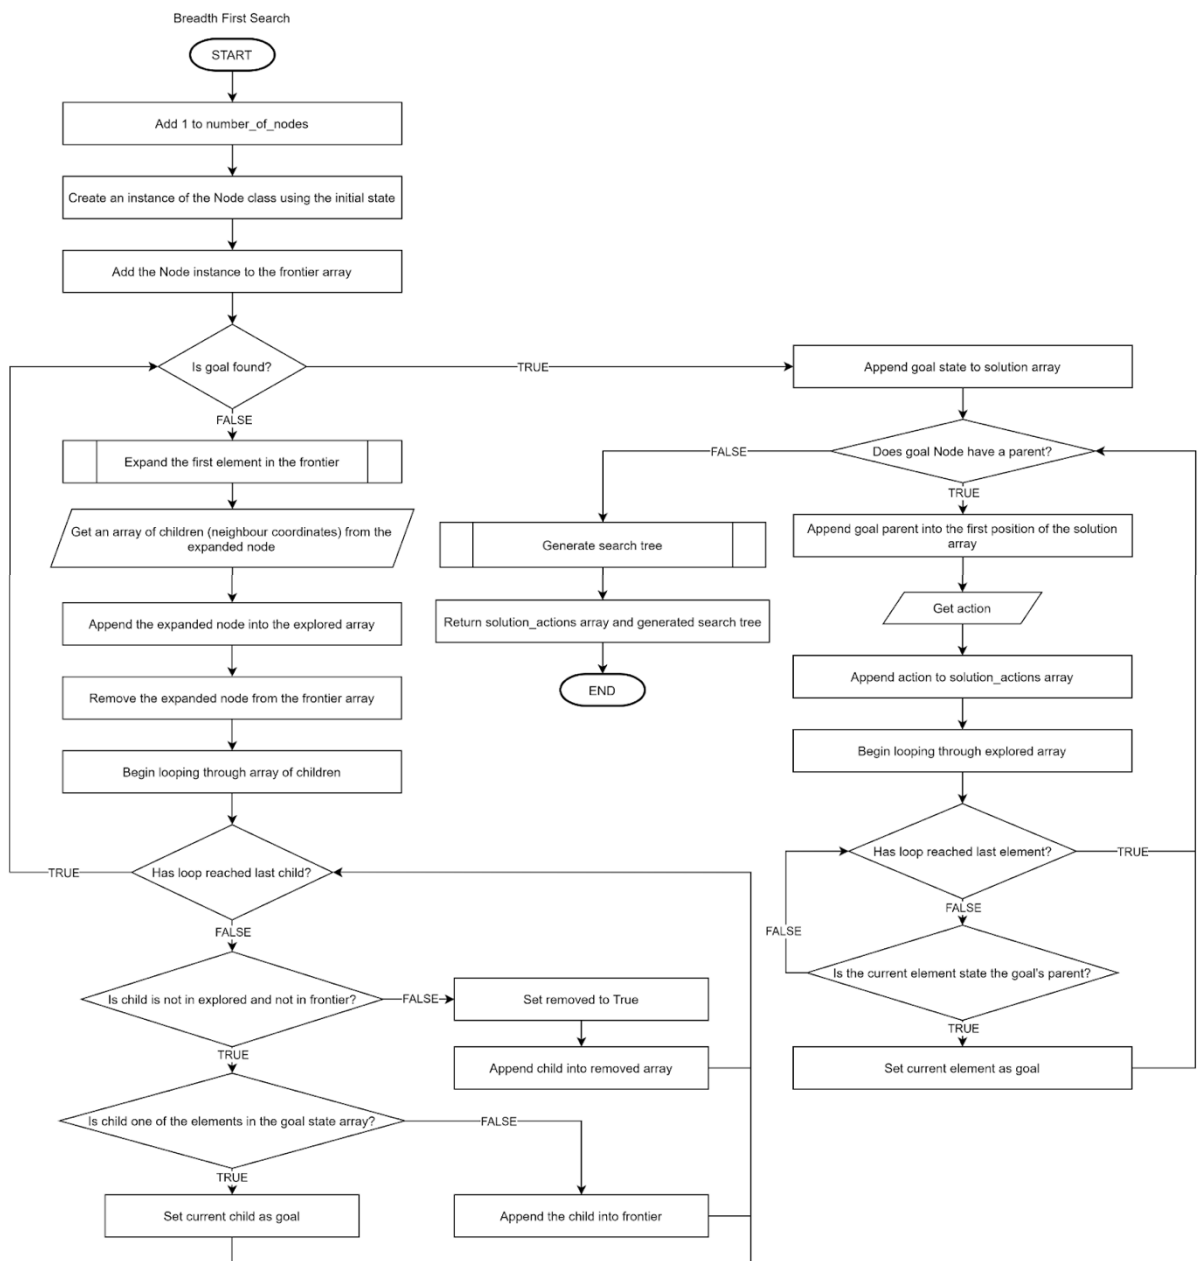 Breadth First Search
START
Add 1 to number_of_nodes
Create an instance of the Node class using the initial state
Add the Node instance to the frontier array
Is goal found?
TRUE
FALSE
Expand the first element in the frontier
Get an array of children (neighbour coordinates) from the
expanded node
Append the expanded node into the explored array
Remove the expanded node from the frontier array
Begin looping through array of children
Has loop reached last child?
TRUE
FALSE
Is child is not in explored and not in frontier?
FALSE
Set removed to True
Append child into removed array
TRUE
Is child one of the elements in the goal state array?
FALSE
Append the child into frontier
TRUE
Set current child as goal
Append goal state to solution array
Does goal Node have a parent?
FALSE
Generate search tree
Return solution_actions array and generated search tree
END
TRUE
Append goal parent into the first position of the solution
array
Get action
Append action to solution_actions array
Begin looping through explored array
Has loop reached last element?
TRUE
FALSE
Is the current element state the goal's parent?
FALSE
TRUE
Set current element as goal